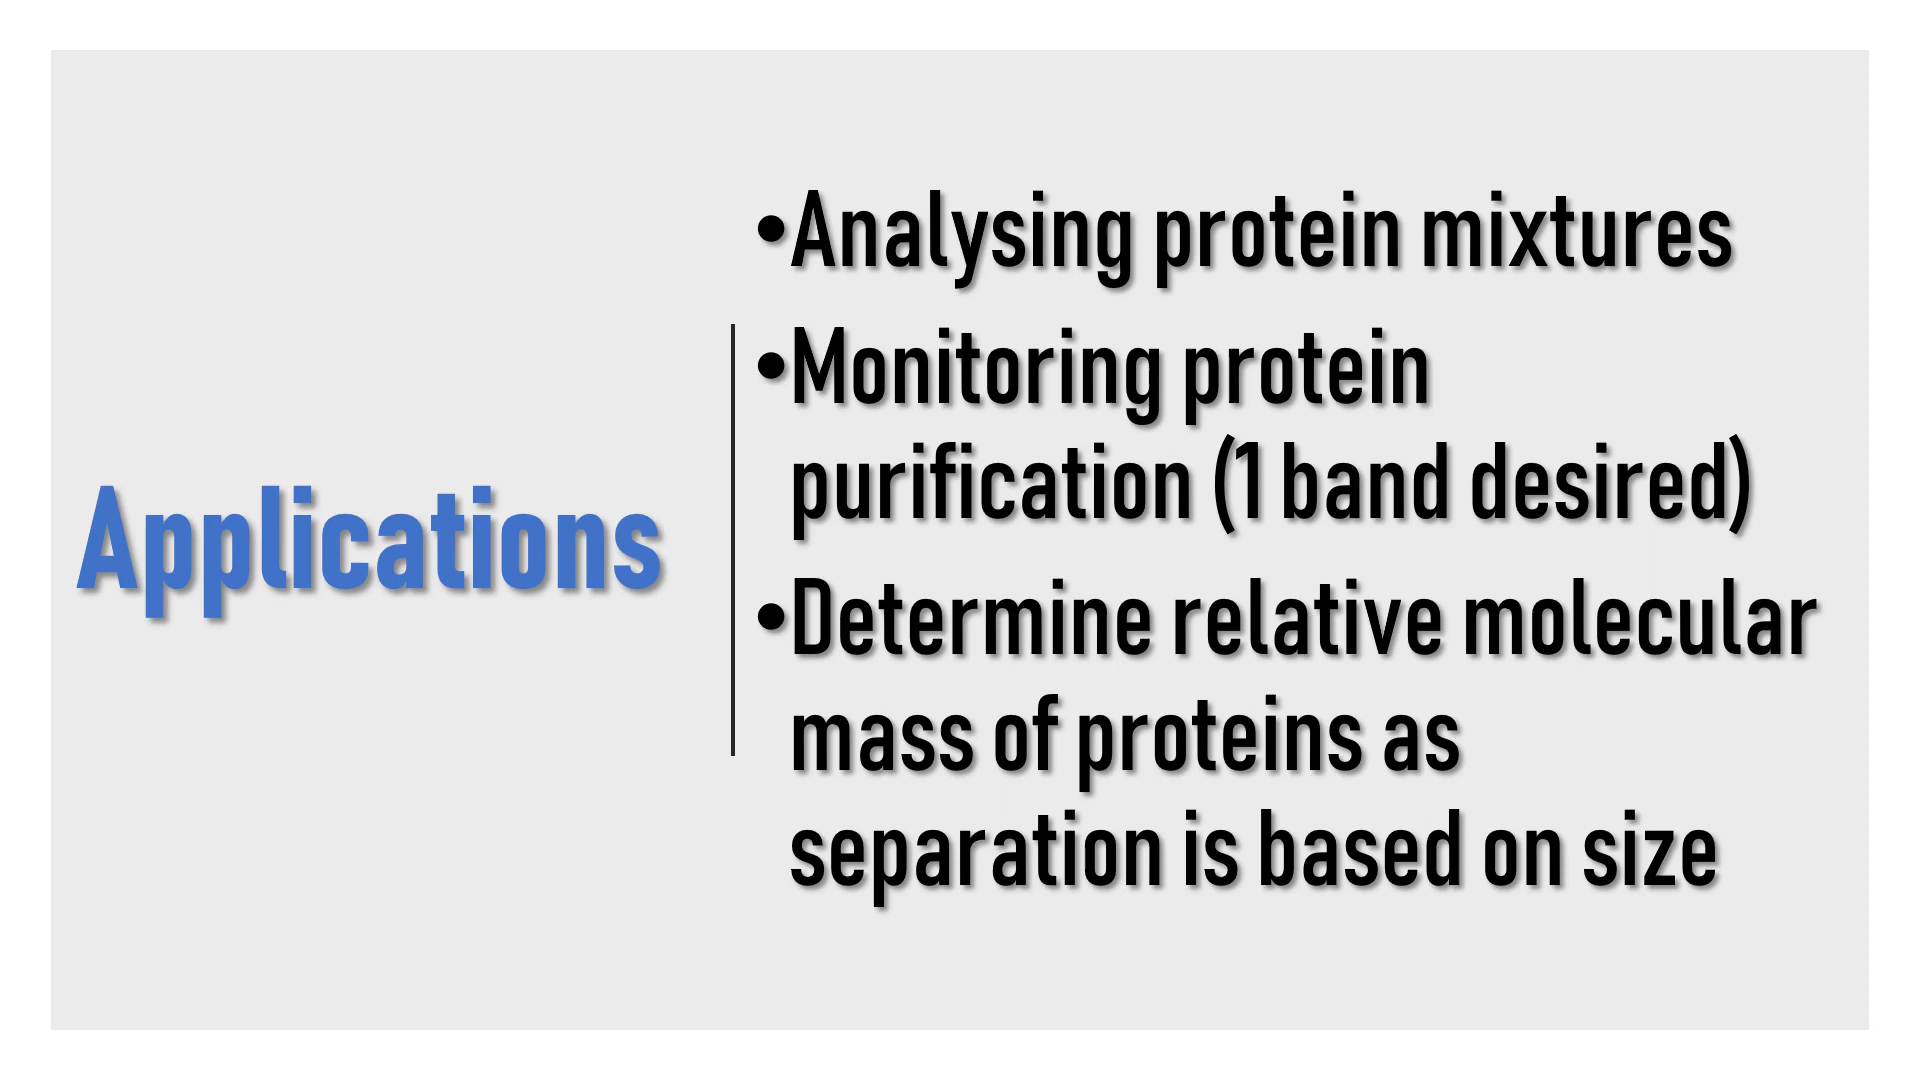 Applications
•Analysing protein mixtures
•Monitoring protein
purification (1 band desired)
•Determine relative molecular
mass of proteins as
separation is based on size